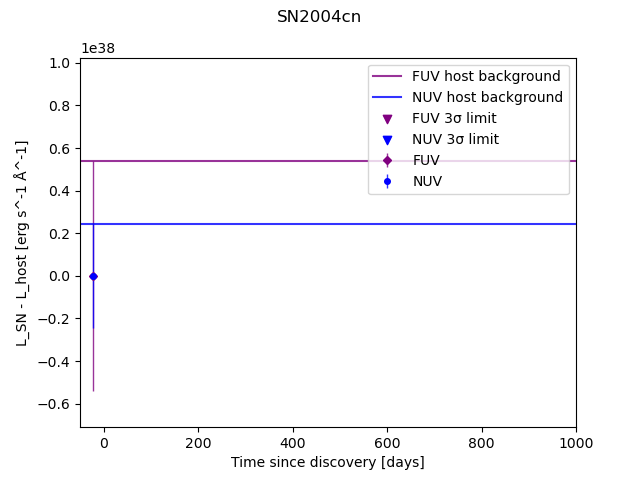 SN2004cn
1e38
1.0
0.8
0.6
0.4
0.2
0.0
−0.2
−0.4
−0.6
L_SN - L_host [erg s^-1 Å^-1]
FUV host background
NUV host background
FUV 3σ limit
NUV 3σ limit
FUV
NUV
0 200 400 600 800 1000
Time since discovery [days]